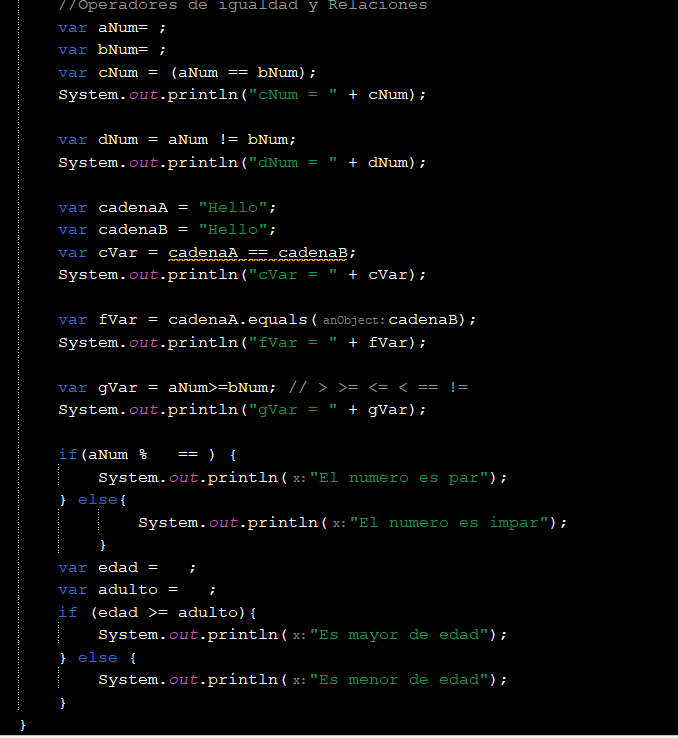 //Operadores de igualdad y Relaciones
var aNum= ;
var bNum= ;
var cNum = (aNum == bNum);
System.out.println("cNum = " + cNum);
var dNum = aNum != bNum;
System.out.println("dNum = " + dNum);
var cadenaA = "Hello";
var cadenaB = "Hello";
var cVar = cadenaA == cadenaB;
System.out.println("cVar = " + cVar);
var fVar = cadenaA.equals( anObject: cadenaB);
System.out.println("fVar = " + fVar);
var gVar = aNum>=bNum; // > >= <= < == !=
System.out.println("gVar = " + gVar);
if(aNum %   == ) {
System.out.println( x: "El numero es par");
} else{
System.out.println( x: "El numero es impar");
}
var edad =   ;
var adulto =   ;
if (edad >= adulto){
System.out.println( x: "Es mayor de edad");
} else {
System.out.println( x: "Es menor de edad");
}
}